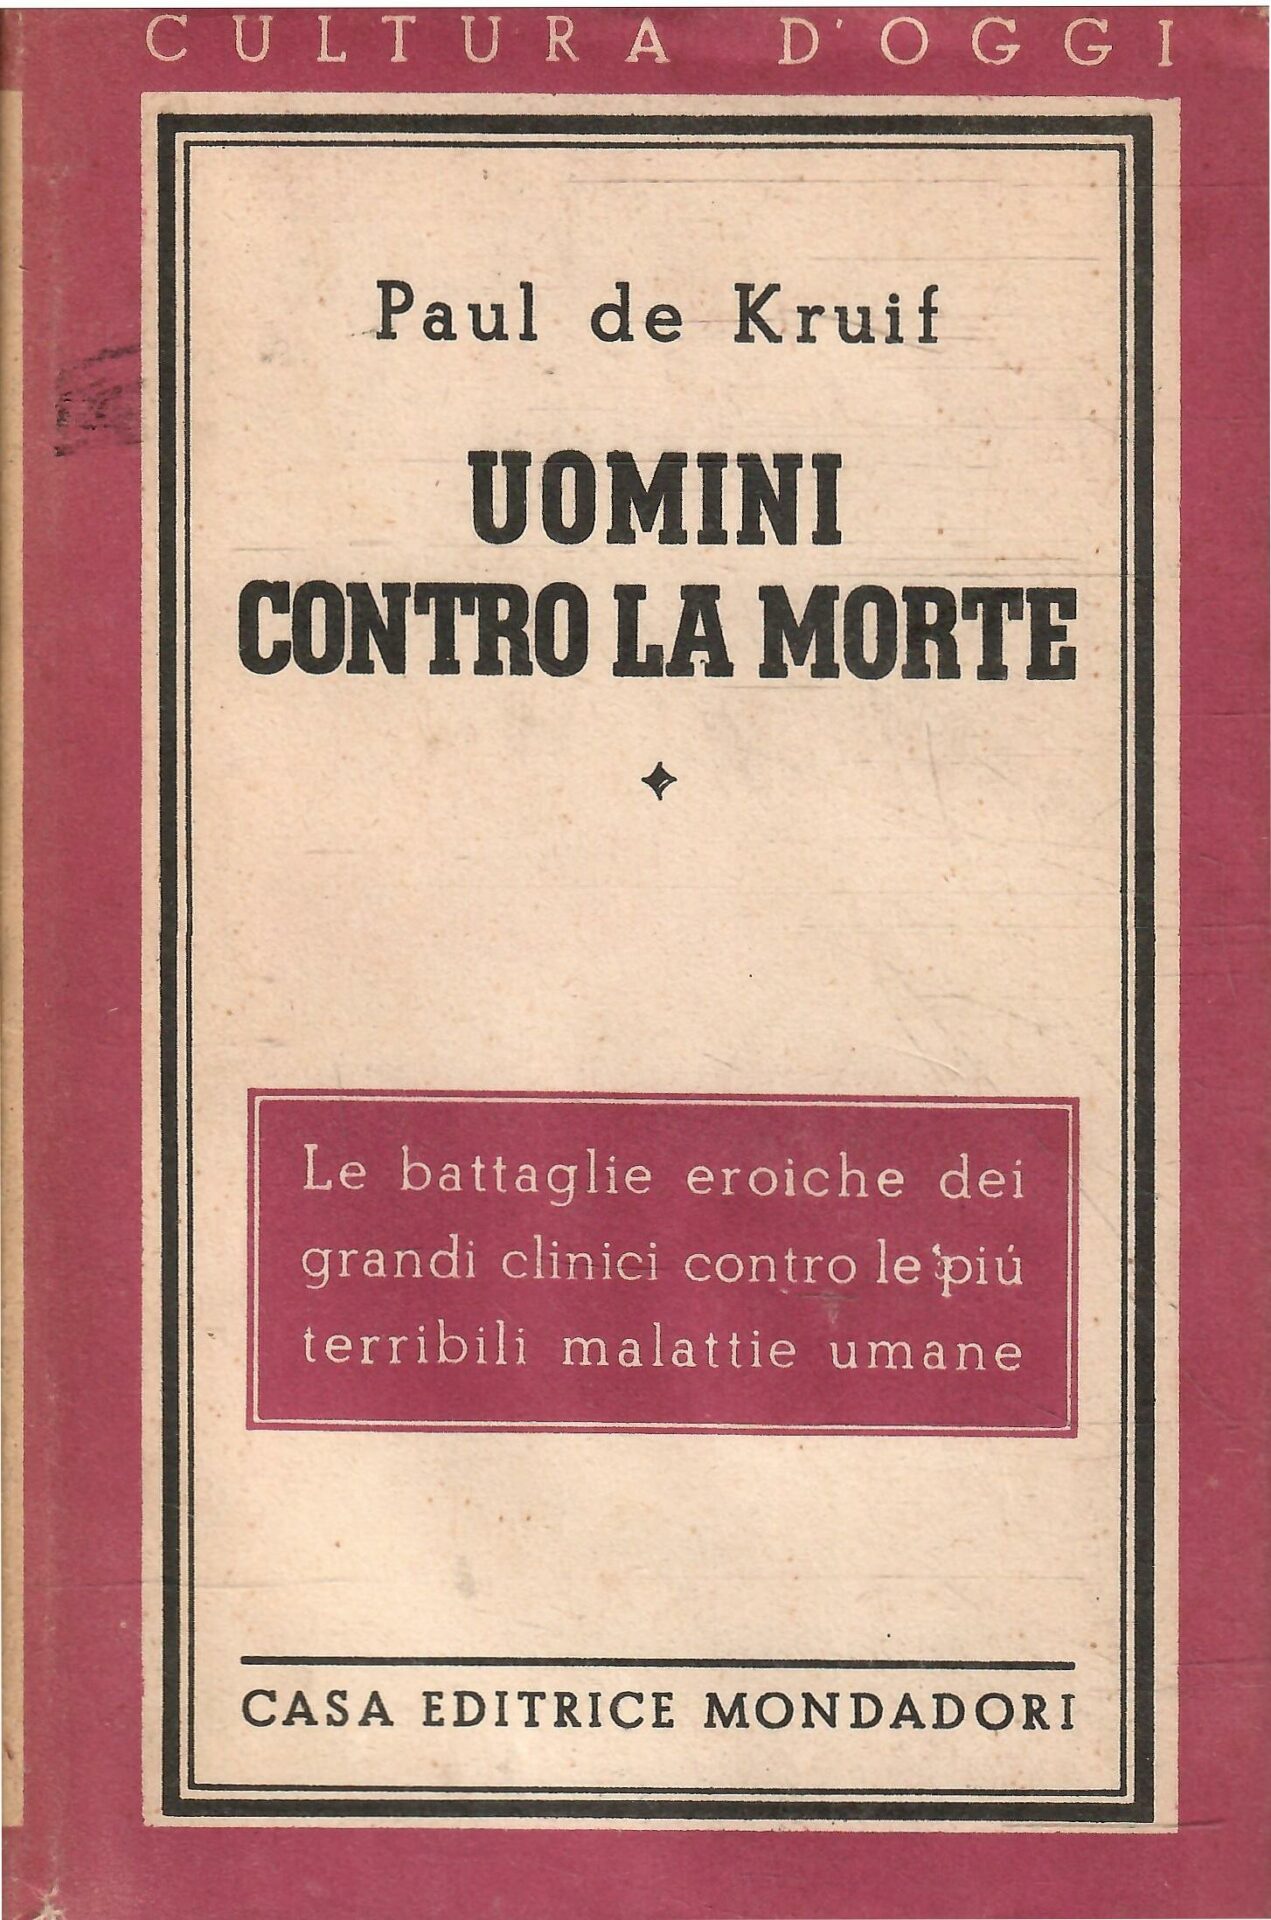 CULTURA D'OGGI
Paul de Kruif
UOMINI
CONTRO LA MORTE
Le battaglie eroiche dei
grandi clinici contro le piú
terribili malattie umane
CASA EDITRICE MONDADORI